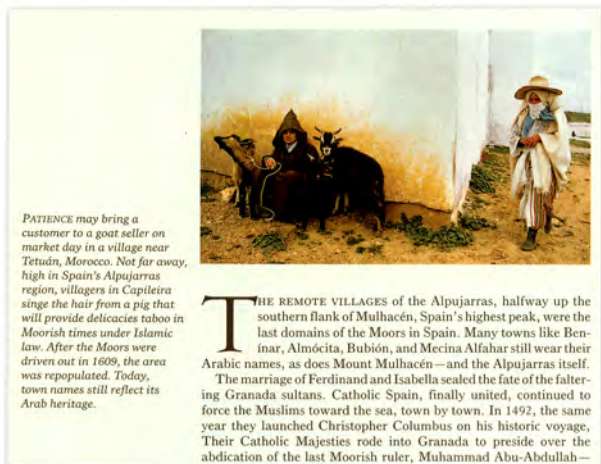 PATIENCE may bring a
customer to a goat seller on
market day in a village near
Tetuán, Morocco. Not far away,
high in Spain's Alpujarras
region, villagers in Capileira
singe the hair from a pig that
will provide delicacies taboo in
Moorish times under Islamic
law. After the Moors were
driven out in 1609, the area
was repopulated. Today,
town names still reflect its
Arab heritage.
THE REMOTE VILLAGES of the Alpujarras, halfway up the
southern flank of Mulhacén, Spain's highest peak, were the
last domains of the Moors in Spain. Many towns like Ben-
ínar, Almócita, Bubión, and Mecina Alfahar still wear their
Arabic names, as does Mount Mulhacén—and the Alpujarras itself.
The marriage of Ferdinand and Isabella sealed the fate of the falter-
ing Granada sultans. Catholic Spain, finally united, continued to
force the Muslims toward the sea, town by town. In 1492, the same
year they launched Christopher Columbus on his historic voyage,
Their Catholic Majesties rode into Granada to preside over the
abdication of the last Moorish ruler, Muhammad Abu-Abdullah—